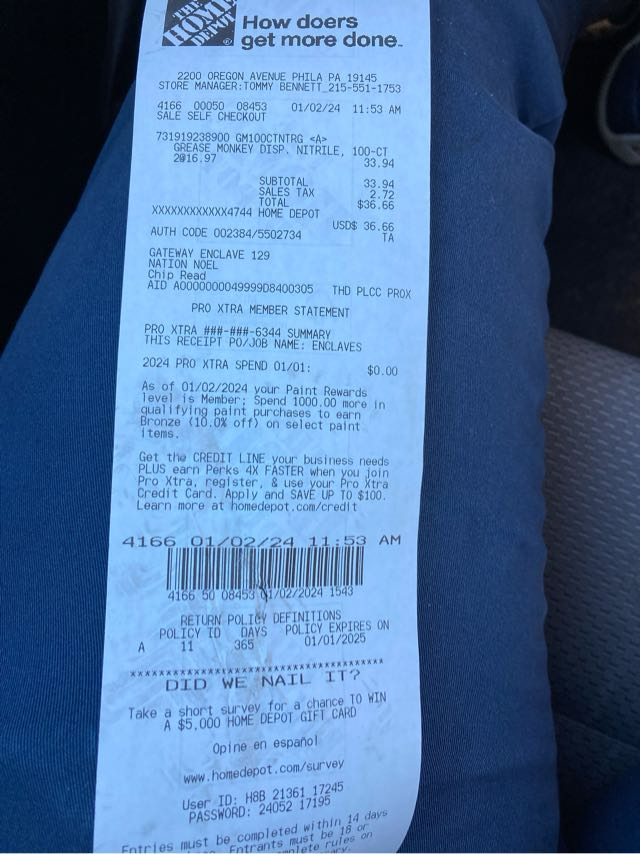 THE
HOME
DEPOT
How doers
get more done.
2200 OREGON AVENUE PHILA PA 19145
STORE MANAGER:TOMMY BENNETT 215-551-1753
4166 00050 08453 01/02/24 11:53 AM
SALE SELF CHECKOUT
731919238900 GM100CTNTRG <A>
GREASE MONKEY DISP. NITRILE, 100-CT
2@16.97 33.94
SUBTOTAL 33.94
SALES TAX 2.72
TOTAL $36.66
XXXXXXXXXXXX4744 HOME DEPOT
USD$ 36.66
AUTH CODE 002384/5502734 TA
GATEWAY ENCLAVE 129
NATION NOEL
Chip Read
AID A0000000049999D8400305 THD PLCC PROX
PRO XTRA MEMBER STATEMENT
PRO XTRA ###-###-6344 SUMMARY
THIS RECEIPT PO/JOB NAME: ENCLAVES
2024 PRO XTRA SPEND 01/01: $0.00
As of 01/02/2024 your Paint Rewards
level is Member; Spend 1000.00 more in
qualifying paint purchases to earn
Bronze (10.0% off) on select paint
items.
Get the CREDIT LINE your business needs
PLUS earn Perks 4X FASTER when you join
Pro Xtra, register, & use your Pro Xtra
Credit Card. Apply and SAVE UP TO $100.
Learn more at homedepot.com/credit
4166 01/02/24 11:53 AM
4166 50 08453 01/02/2024 1543
RETURN POLICY DEFINITIONS
POLICY ID DAYS POLICY EXPIRES ON
A 11 365 01/01/2025
****************************************
DID WE NAIL IT?
Take a short survey for a chance TO WIN
A $5,000 HOME DEPOT GIFT CARD
Opine en español
www.homedepot.com/survey
User ID: H8B 21361 17245
PASSWORD: 24052 17195
Entries must be completed within 14 days
Entrants must be 18 or
rules on